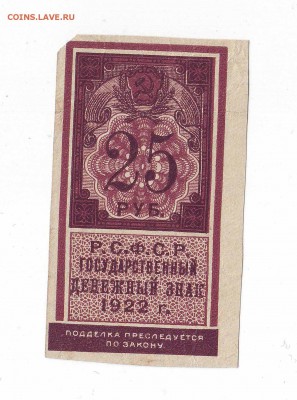 COINS.LAVE.RU
25
РУБ.
Р.С.Ф.С.Р.
ГОСУДАРСТВЕННЫЙ
ДЕНЕЖНЫЙ ЗНАК
1922 г.
ПОДДЕЛКА ПРЕСЛЕДУЕТСЯ
ПО ЗАКОНУ.